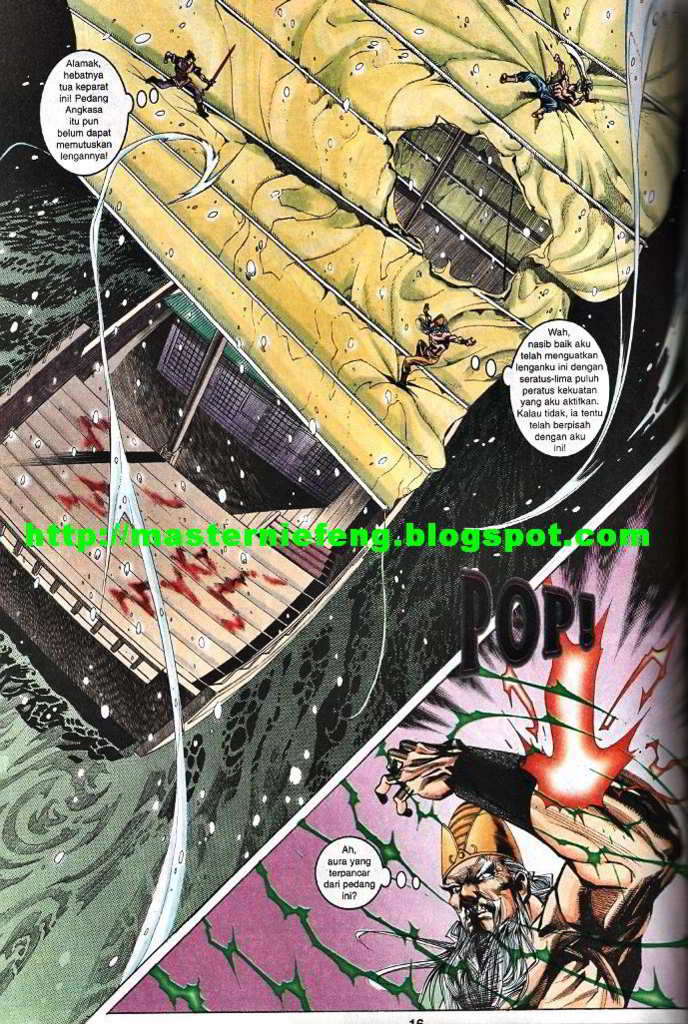 Alamak,
hebatnya
tua keparat
ini! Pedang
Angkasa
itu pun
belum dapat
memutuskan
lengannya!
Wah,
nasib baik aku
telah menguatkan
lenganku ini dengan
seratus-lima puluh
peratus kekuatan
yang aku aktifkan.
Kalau tidak, ia tentu
telah berpisah
dengan aku
ini!
http://masterniefeng.blogspot.com
POP!
Ah,
aura yang
terpancar
dari pedang
ini?
16